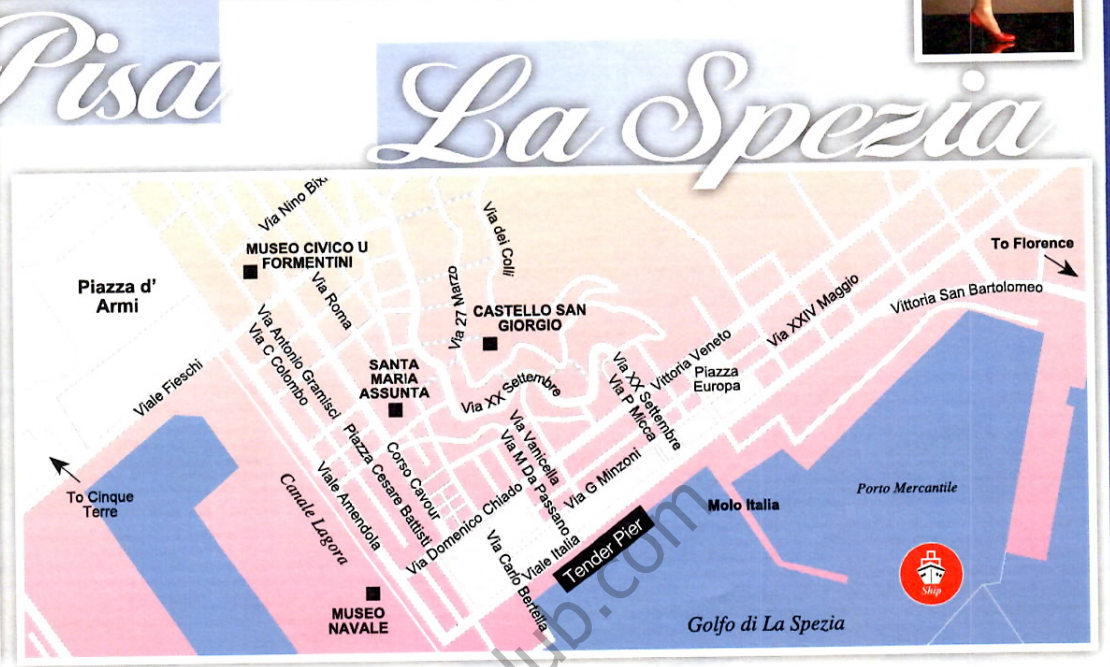 Pisa
La Spezia
Via Nino Bixi
MUSEO CIVICO U
FORMENTINI
Via dei Colli
To Florence
Piazza d'
Armi
Via Roma
Via 27 Marzo
CASTELLO SAN
GIORGIO
Via XXIV Maggio
Vittoria San Bartolomeo
Via Antonio Gramisci
Via C Colombo
Viale Fieschi
SANTA
MARIA
ASSUNTA
Via XX Settembre
Via XX Settembre
Via P Micca
Vittoria Veneto
Piazza
Europa
Via Vanicella
Via M Da Passano
Via G Minzoni
Piazza Cesare Battisti
Corso Cavour
Viale Amendola
Canale Lagora
To Cinque
Terre
Via Domenico Chiado
Via Carlo Bertella
Viale Italia
Tender Pier
Molo Italia
Porto Mercantile
Ship
MUSEO
NAVALE
Golfo di La Spezia
lub.com